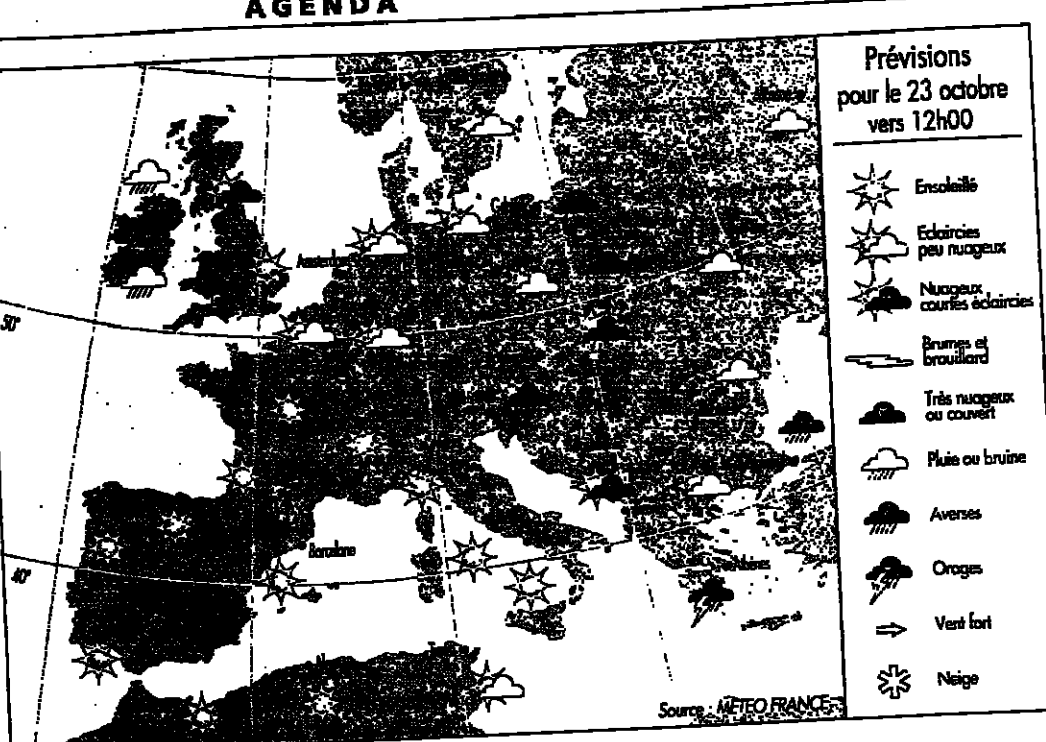 AGENDA
Prévisions
pour le 23 octobre
vers 12h00
Ensoleillé
Eclaircies
peu nuageux
Nuageux
courtes éclaircies
Brumes et
brouillard
Très nuageux
ou couvert
Pluie ou bruine
Averses
Orages
Vent fort
Neige
Amsterdam
50°
Barcelone
40°
Athènes
Source : METEO FRANCE